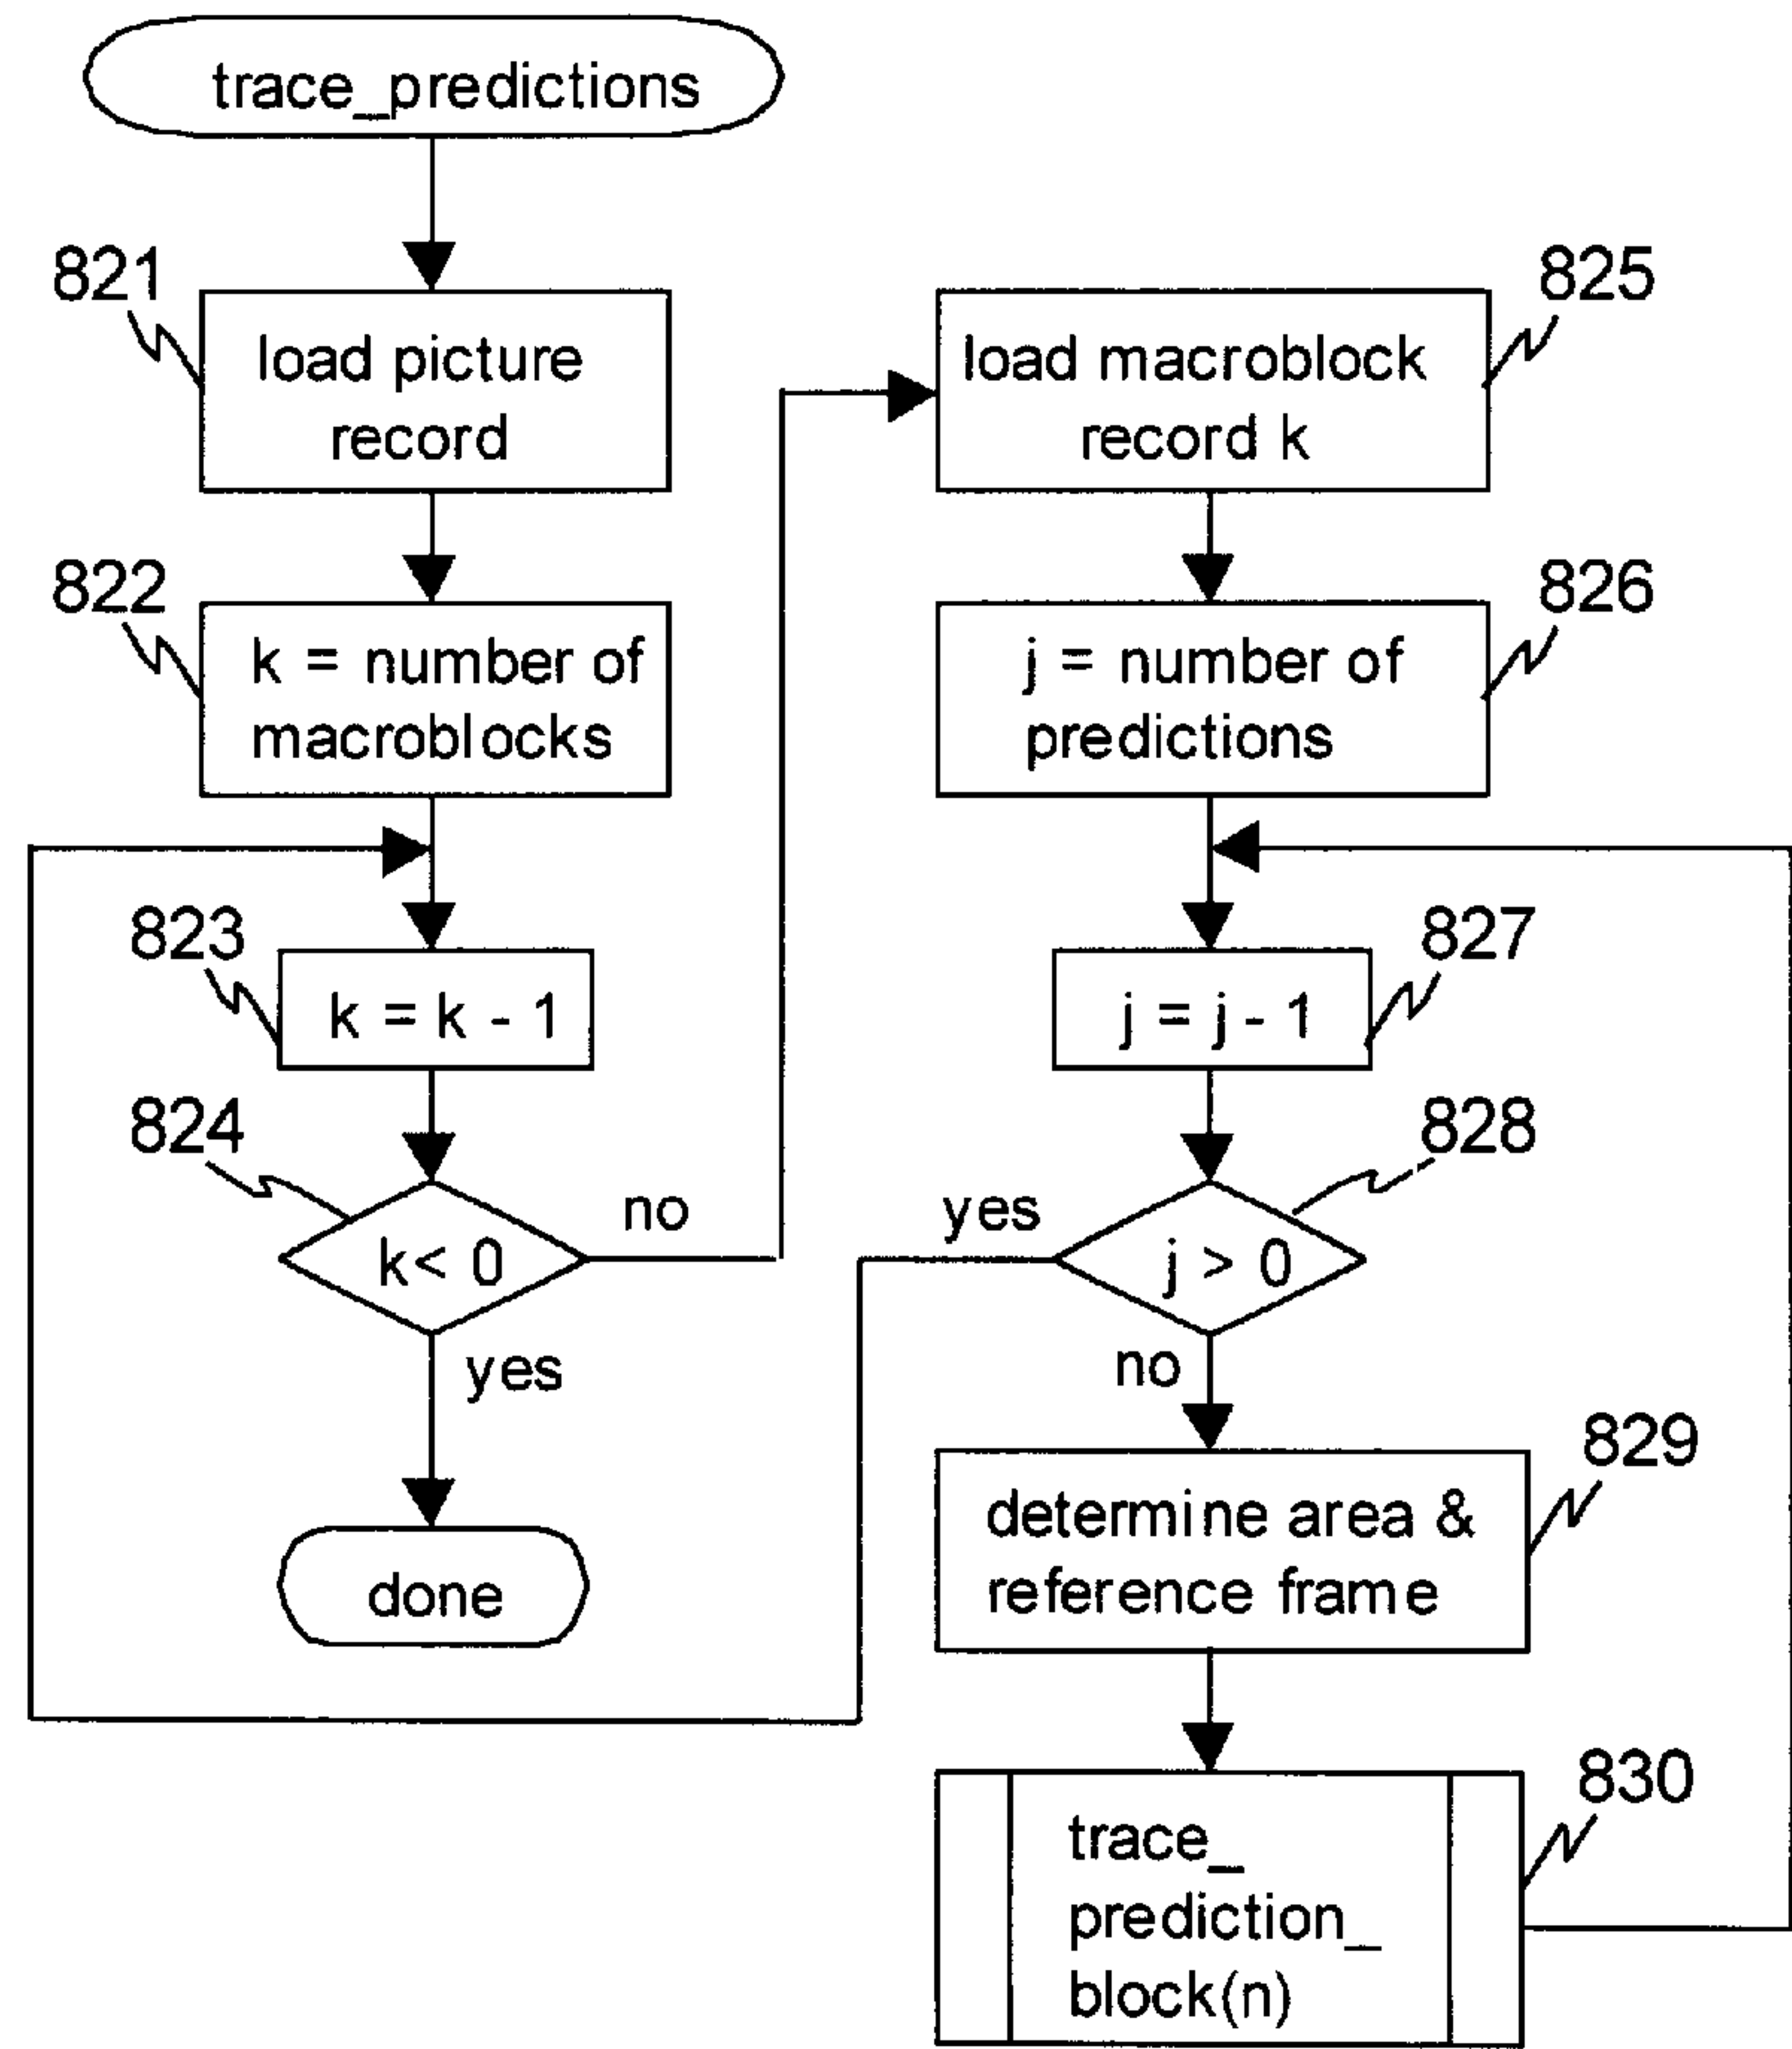 trace_predictions
821
load picture
record
822
k = number of
macroblocks
823
k = k - 1
824
k< 0
no
yes
done
825
load macroblock
record k
826
j = number of
predictions
827
j = j - 1
828
yes
j > 0
no
829
determine area &
reference frame
830
trace_
prediction_
block(n)